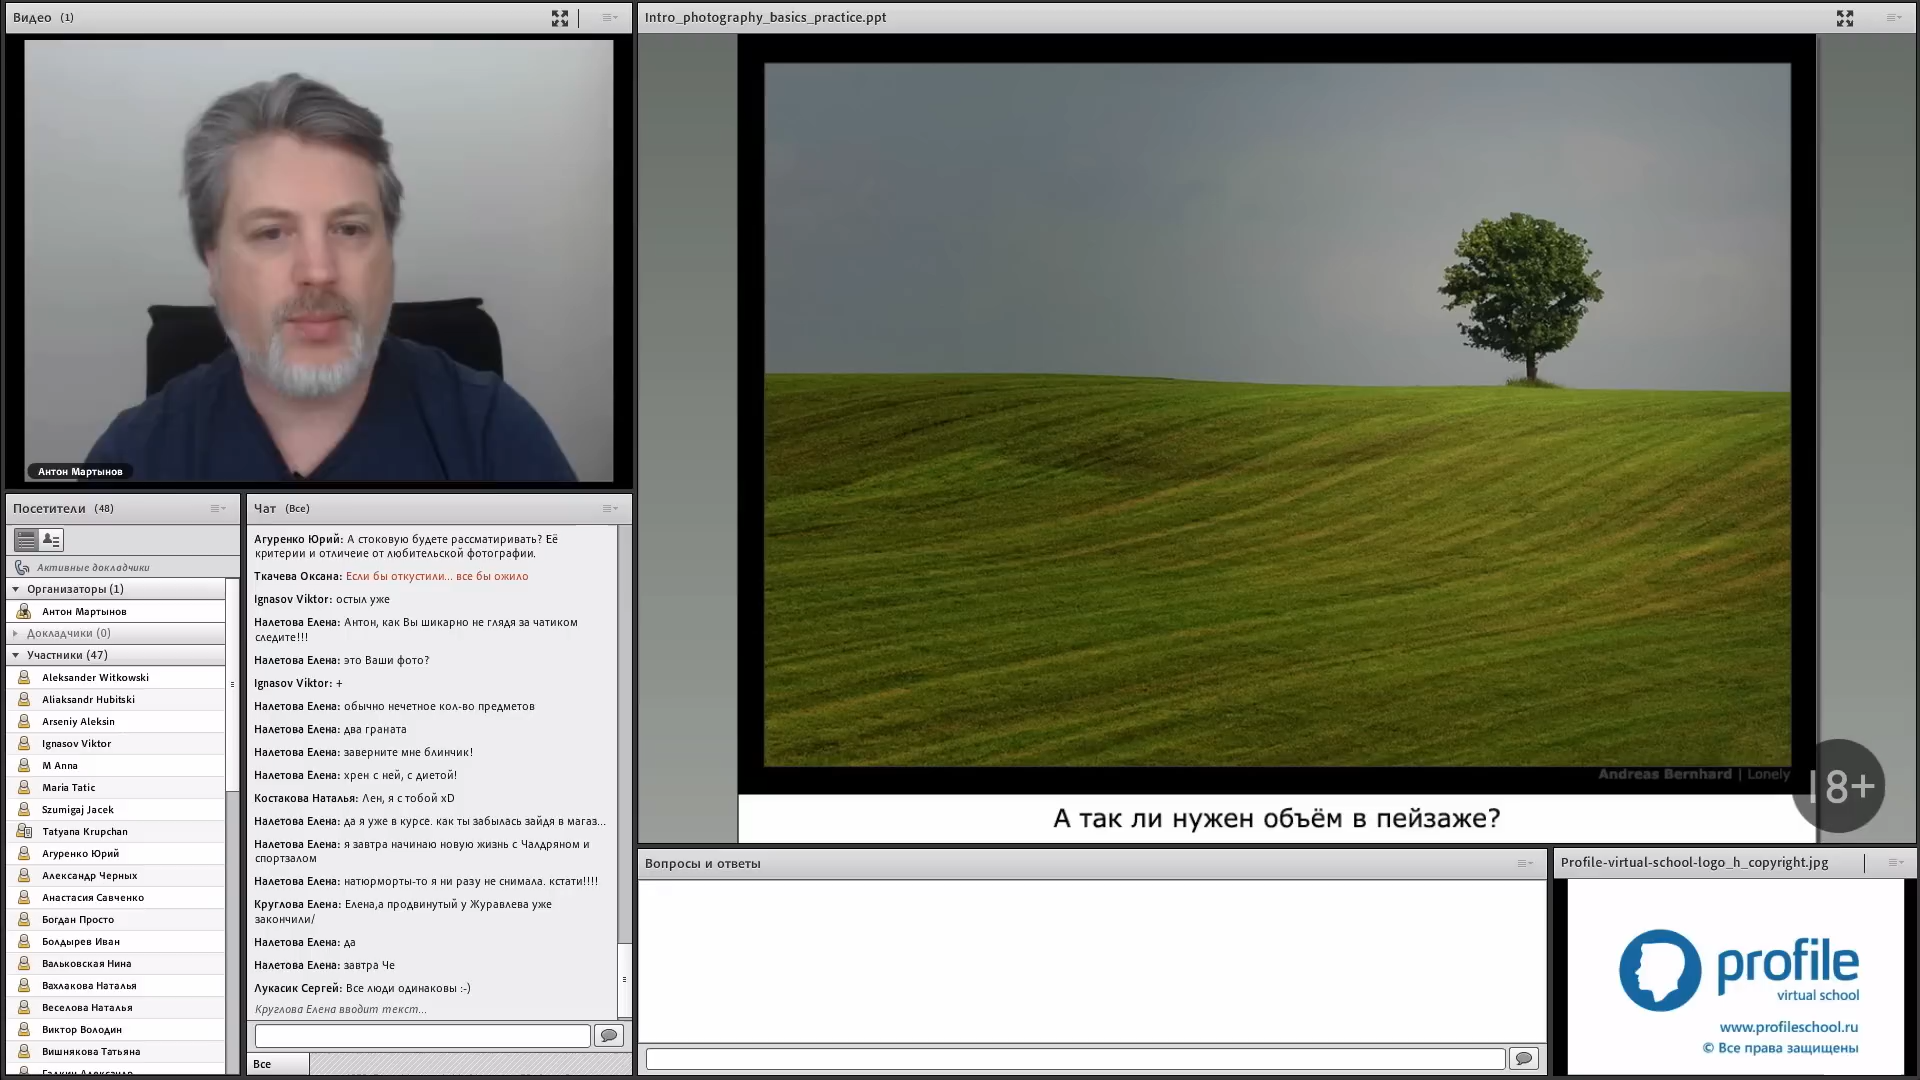 Видео (1)
Антон Мартынов
Посетители (48)
Активные докладчики
Организаторы (1)
Антон Мартынов
Докладчики (0)
Участники (47)
Aleksander Witkowski
Aliaksandr Hubitski
Arseniy Aleksin
Ignasov Viktor
M Anna
Maria Tatic
Szumigaj Jacek
Tatyana Krupchan
Агуренко Юрий
Александр Черных
Анастасия Савченко
Богдан Просто
Болдырев Иван
Вальковская Нина
Вахлакова Наталья
Веселова Наталья
Виктор Володин
Вишнякова Татьяна
Чат (Все)
Агуренко Юрий: А стоковую будете рассматиривать? Её
критерии и отличеие от любительской фотографии.
Ткачева Оксана: Если бы откустили... все бы ожило
Ignasov Viktor: остыл уже
Налетова Елена: Антон, как Вы шикарно не глядя за чатиком
следите!!!
Налетова Елена: это Ваши фото?
Ignasov Viktor: +
Налетова Елена: обычно нечетное кол-во предметов
Налетова Елена: два граната
Налетова Елена: заверните мне блинчик!
Налетова Елена: хрен с ней, с диетой!
Костакова Наталья: Лен, я с тобой xD
Налетова Елена: да я уже в курсе. как ты забылась зайдя в магаз...
Налетова Елена: я завтра начинаю новую жизнь с Чалдряном и
спортзалом
Налетова Елена: натюрморты-то я ни разу не снимала. кстати!!!!
Круглова Елена: Елена,а продвинутый у Журавлева уже
закончили/
Налетова Елена: да
Налетова Елена: завтра Че
Лукасик Сергей: Все люди одинаковы :-)
Круглова Елена вводит текст...
Все
Intro_photography_basics_practice.ppt
Andreas Bernhard | Lonely
18+
А так ли нужен объём в пейзаже?
Вопросы и ответы
Profile-virtual-school-logo_h_copyright.jpg
profile
virtual school
www.profileschool.ru
© Все права защищены